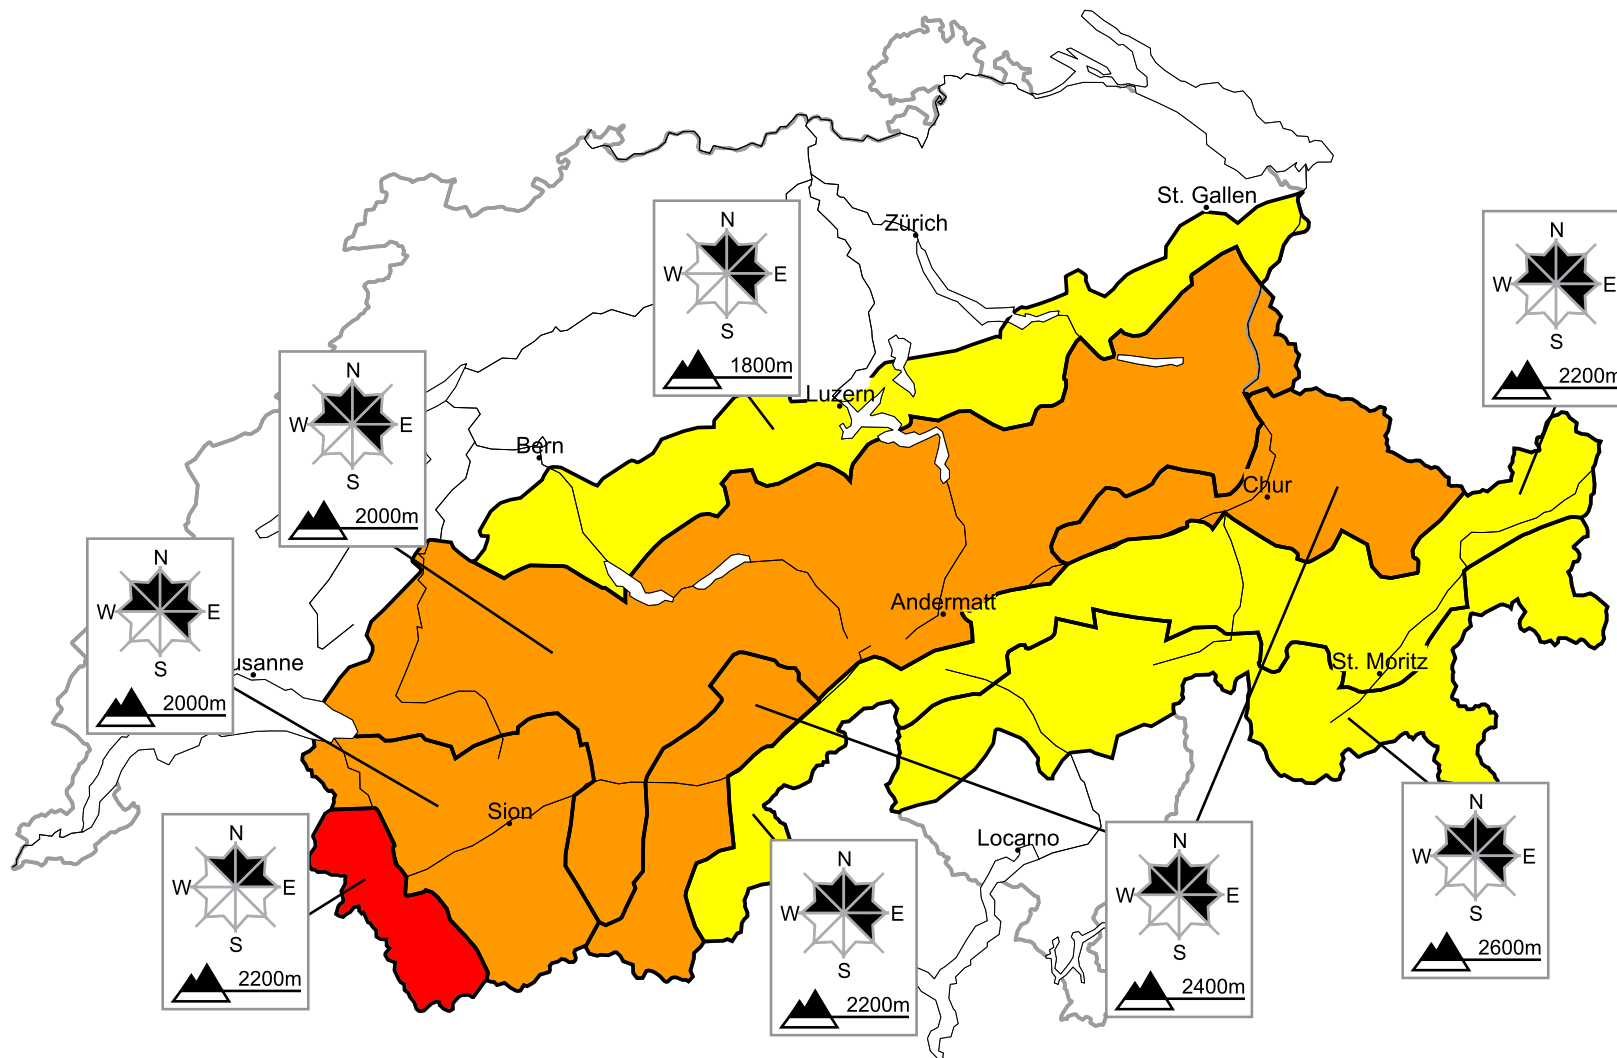 St. Gallen
Zürich
N
W
E
S
1800m
N
W
E
S
2200m
Luzern
N
W
E
S
2000m
Bern
Chur
N
W
E
S
2000m
Andermatt
usanne
St. Moritz
N
W
E
S
2200m
Sion
Locarno
N
W
E
S
2200m
N
W
E
S
2400m
N
W
E
S
2600m